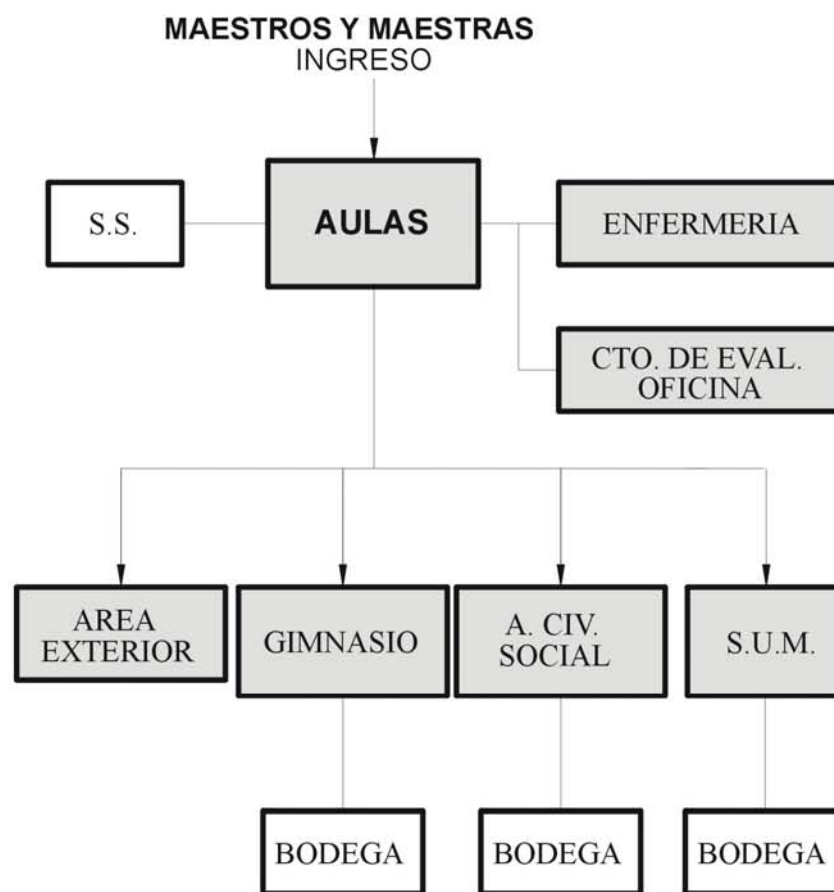 MAESTROS Y MAESTRAS
INGRESO
S.S.
AULAS
ENFERMERIA
CTO. DE EVAL.
OFICINA
AREA
EXTERIOR
GIMNASIO
A. CIV.
SOCIAL
S.U.M.
BODEGA
BODEGA
BODEGA